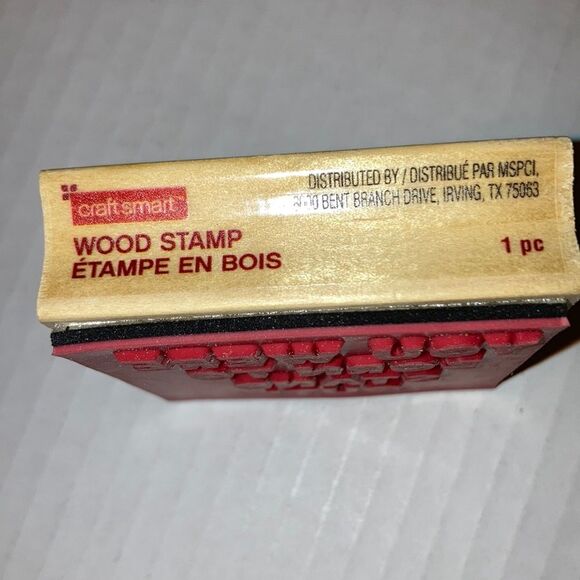 craft smart
WOOD STAMP
ÉTAMPE EN BOIS
DISTRIBUTED BY / DISTRIBUÉ PAR MSPCI,
BENT BRANCH DRIVE, IRVING, TX 75063
1 pc